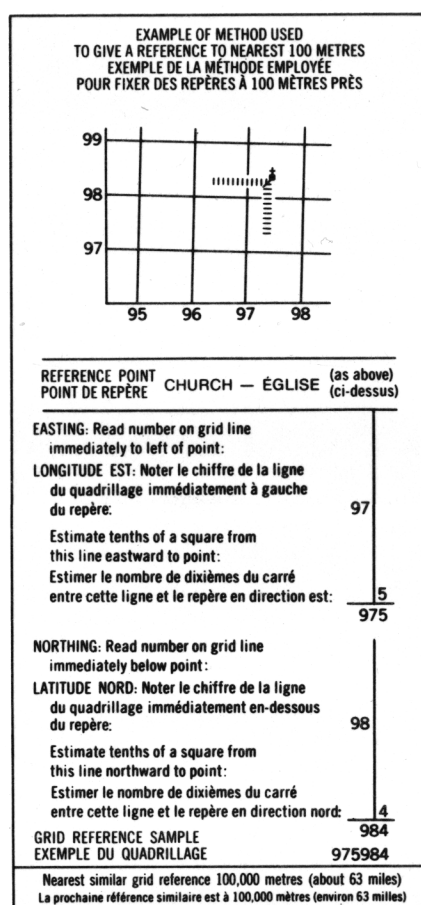 EXAMPLE OF METHOD USED
TO GIVE A REFERENCE TO NEAREST 100 METRES
EXEMPLE DE LA MÉTHODE EMPLOYÉE
POUR FIXER DES REPÈRES À 100 MÈTRES PRÈS
99
98
97
95 96 97 98
REFERENCE POINT CHURCH — ÉGLISE (as above)
POINT DE REPÈRE (ci-dessus)
EASTING: Read number on grid line
immediately to left of point:
LONGITUDE EST: Noter le chiffre de la ligne
du quadrillage immédiatement à gauche
du repère: 97
Estimate tenths of a square from
this line eastward to point:
Estimer le nombre de dixièmes du carré
entre cette ligne et le repère en direction est: 5
975
NORTHING: Read number on grid line
immediately below point:
LATITUDE NORD: Noter le chiffre de la ligne
du quadrillage immédiatement en-dessous
du repère: 98
Estimate tenths of a square from
this line northward to point:
Estimer le nombre de dixièmes du carré
entre cette ligne et le repère en direction nord: 4
984
GRID REFERENCE SAMPLE
EXEMPLE DU QUADRILLAGE 975984
Nearest similar grid reference 100,000 metres (about 63 miles)
La prochaine référence similaire est à 100,000 mètres (environ 63 milles)